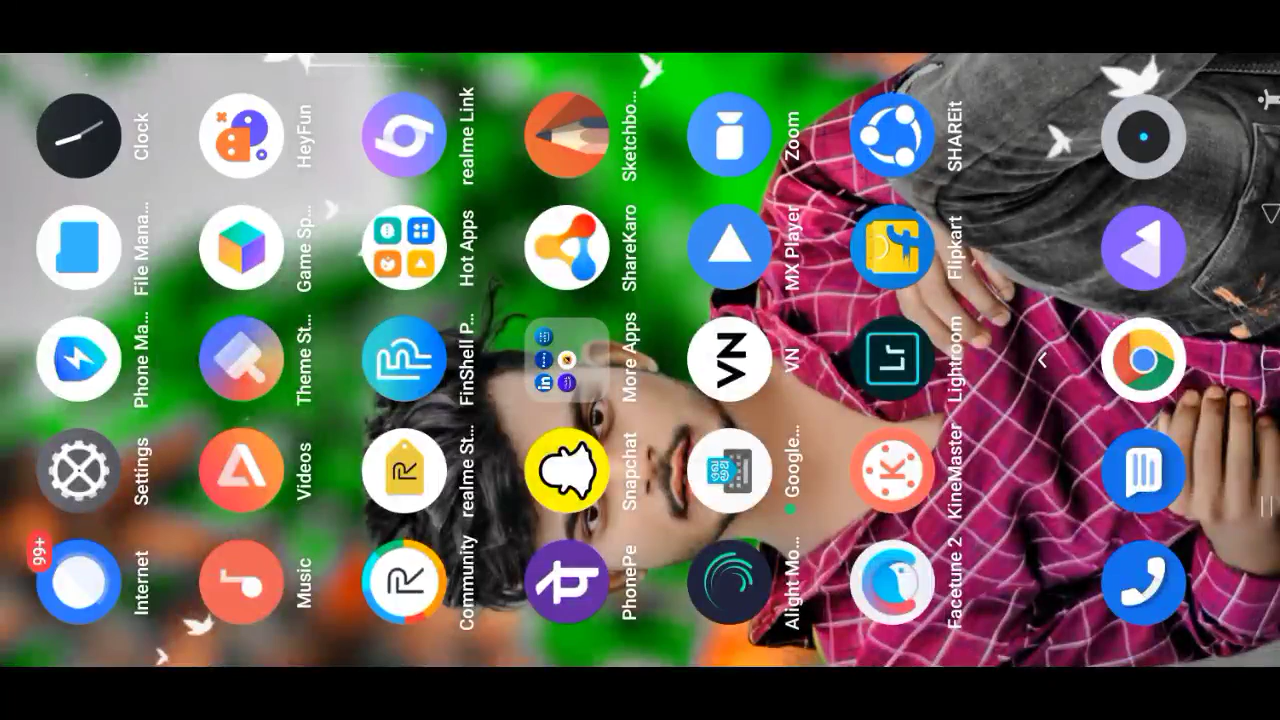 99+
Internet
Settings
Phone Ma...
File Mana...
Clock
Music
Videos
Theme St...
Game Sp...
HeyFun
Community
realme St...
FinShell P...
Hot Apps
realme Link
PhonePe
Snapchat
More Apps
ShareKaro
Sketchbo...
Alight Mo...
Google...
VN
VN
MX Player
Zoom
Facetune 2
KineMaster
K
Lr
Lightroom
Flipkart
SHAREit